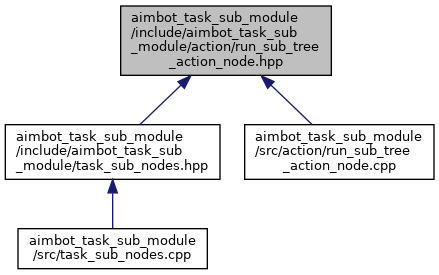 aimbot_task_sub_module
/include/aimbot_task_sub
_module/action/run_sub_tree
_action_node.hpp
aimbot_task_sub_module
/include/aimbot_task_sub
_module/task_sub_nodes.hpp
aimbot_task_sub_module
/src/action/run_sub_tree
_action_node.cpp
aimbot_task_sub_module
/src/task_sub_nodes.cpp